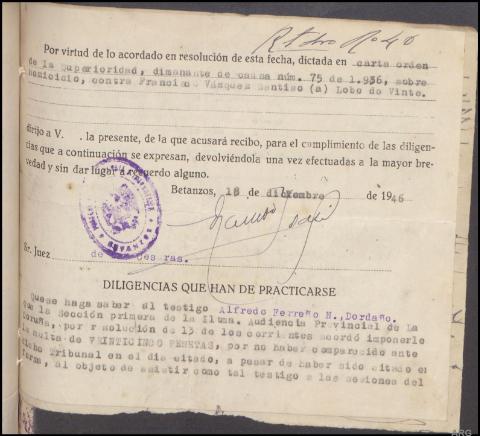 Por virtud de lo acordado en resolución de esta fecha, dictada en carta orden
de la Superioridad, dimanante de causa núm. 75 de 1.936, sobre
homicidio, contra Francisco Vázquez Santiso (a) Lobo de Vinte.
dirijo a V. la presente, de la que acusará recibo, para el cumplimiento de las diligen-
cias que a continuación se expresan, devolviéndola una vez efectuadas a la mayor bre-
vedad y sin dar lugar a recuerdo alguno.
Betanzos, 18 de diciembre de 1946
Sr. Juez de ras.
DILIGENCIAS QUE HAN DE PRACTICARSE
Quese haga saber al testigo Alfredo Ferreño N., Dordaño.
que la Sección primera de la Iltma. Audiencia Provincial de La
Coruña, por resolución de 13 de los corrientes acordó imponerle
la multa de VEINTICINCO PESETAS, por no haber comparecido ante
dicho Tribunal en el día citado, a pesar de haber sido citado en
forma, al objeto de asistir como tal testigo a las sesiones del
BETANZOS
ARG